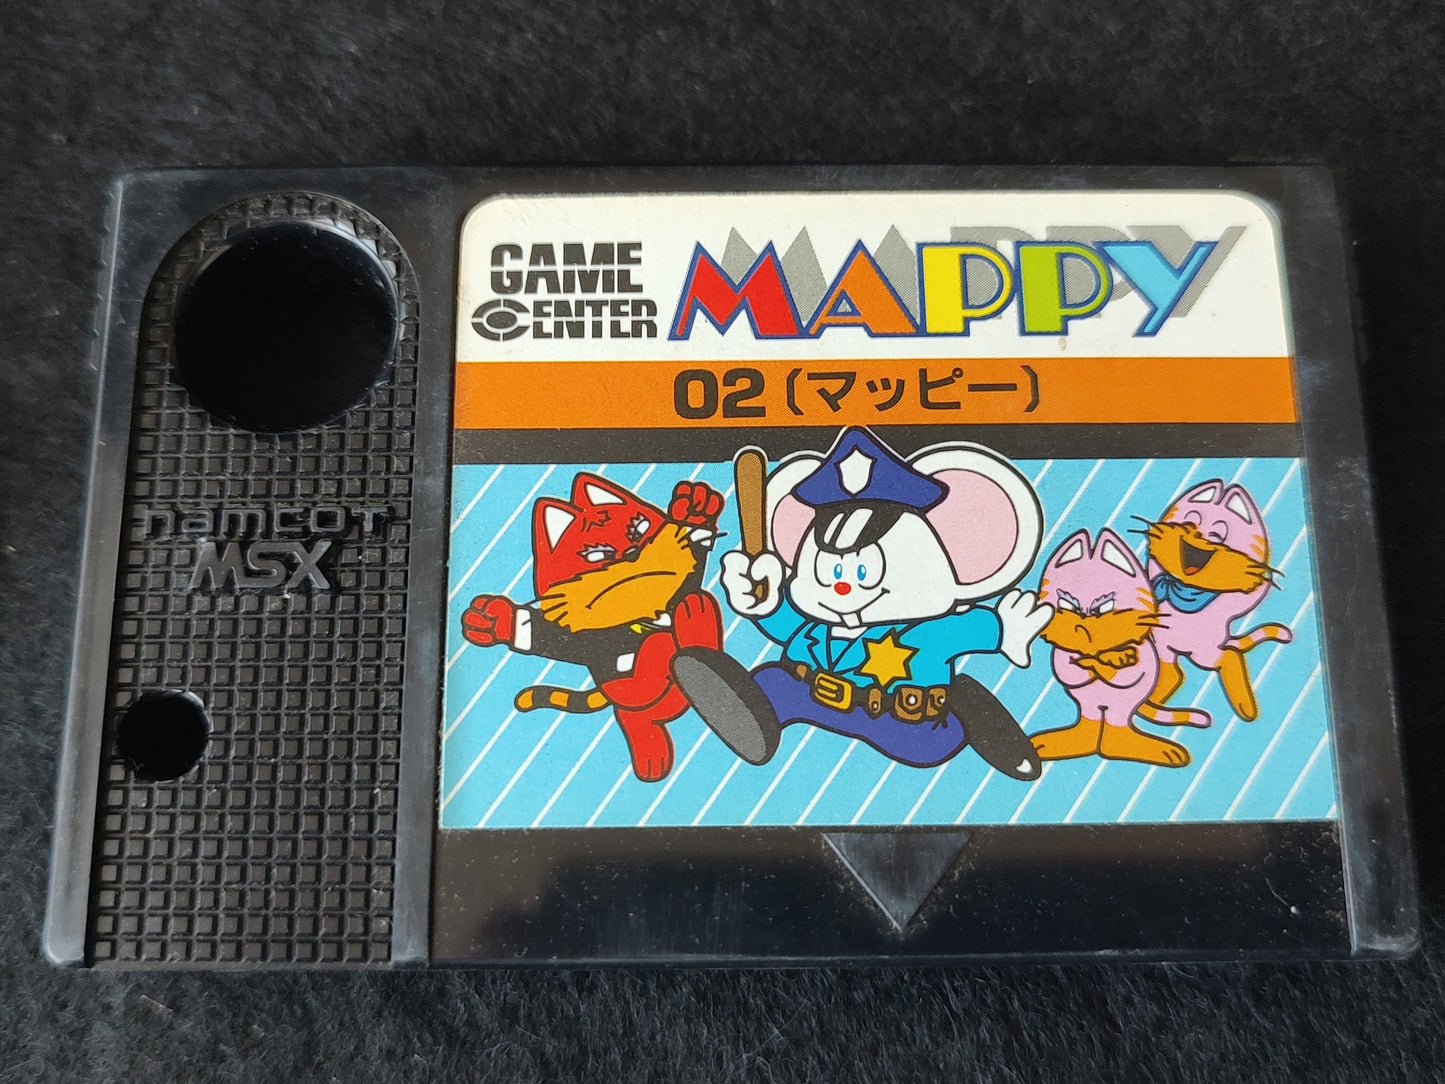 GAME
CENTER
MAPPY
02(マッピー)
namcot
MSX